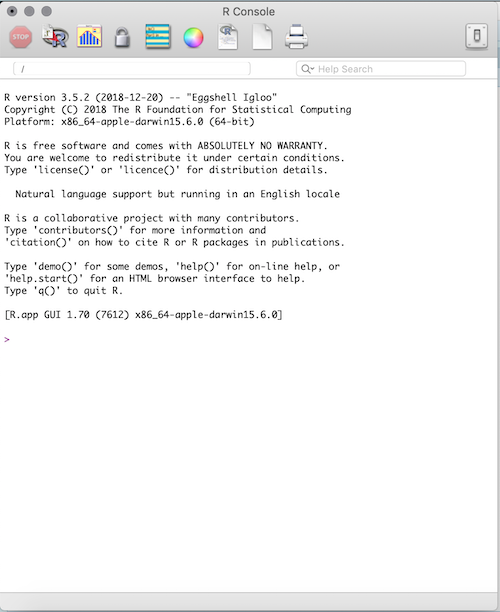 R Console
STOP
R
R
/
Help Search
R version 3.5.2 (2018-12-20) -- "Eggshell Igloo"
Copyright (C) 2018 The R Foundation for Statistical Computing
Platform: x86_64-apple-darwin15.6.0 (64-bit)
R is free software and comes with ABSOLUTELY NO WARRANTY.
You are welcome to redistribute it under certain conditions.
Type 'license()' or 'licence()' for distribution details.
Natural language support but running in an English locale
R is a collaborative project with many contributors.
Type 'contributors()' for more information and
'citation()' on how to cite R or R packages in publications.
Type 'demo()' for some demos, 'help()' for on-line help, or
'help.start()' for an HTML browser interface to help.
Type 'q()' to quit R.
[R.app GUI 1.70 (7612) x86_64-apple-darwin15.6.0]
>